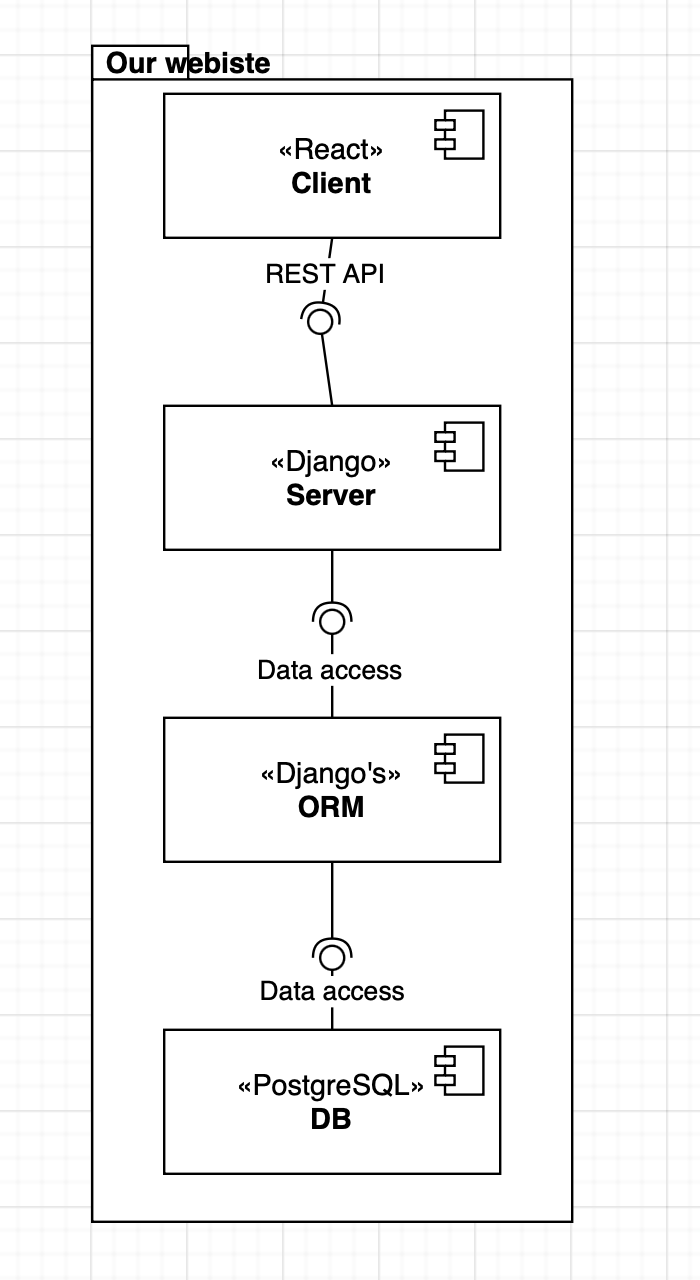 Our webiste
«React»
Client
REST API
«Django»
Server
Data access
«Django's»
ORM
Data access
«PostgreSQL»
DB